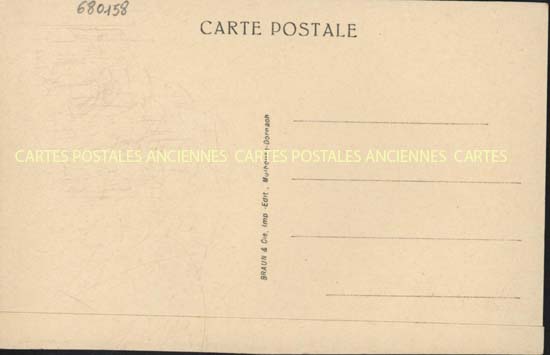 680158
CARTE POSTALE
CARTES POSTALES ANCIENNES CARTES POSTALES ANCIENNES CARTES
BRAUN & Cie, Imp.-Edit., Mulhouse-Dornach